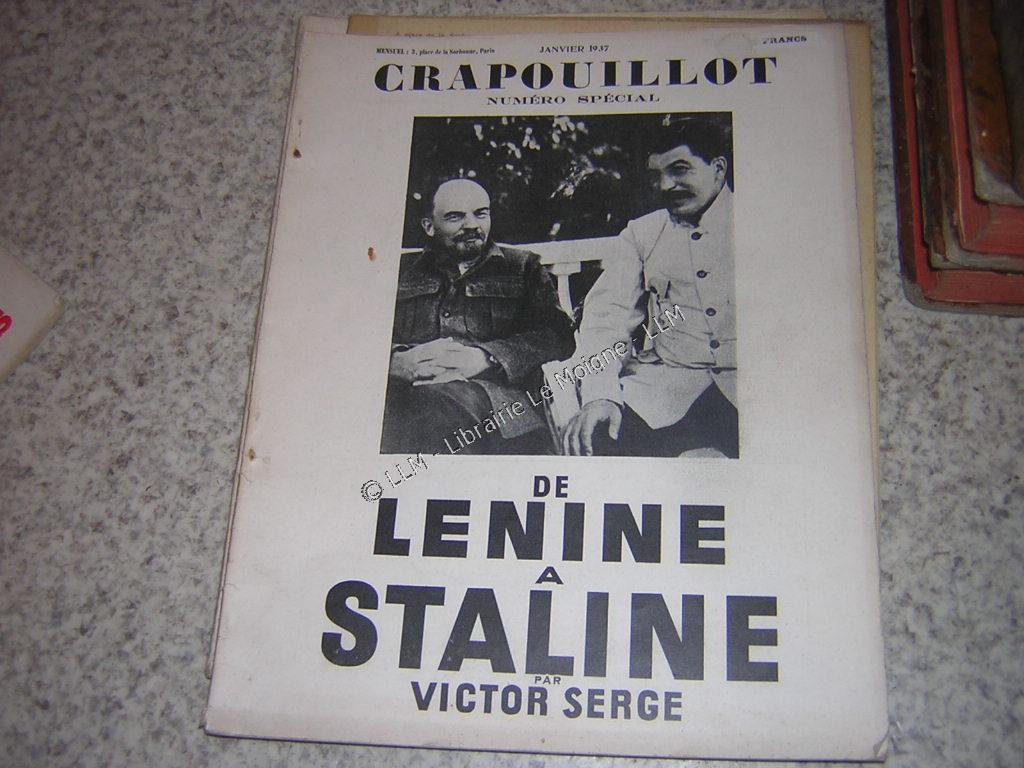 MENSUEL : 3, place de la Sorbonne, Paris
JANVIER 1937
FRANCS
CRAPOUILLOT
NUMÉRO SPÉCIAL
© LLM - Librairie Le Moigne - LLM
DE
LENINE
A
STALINE
PAR
VICTOR SERGE